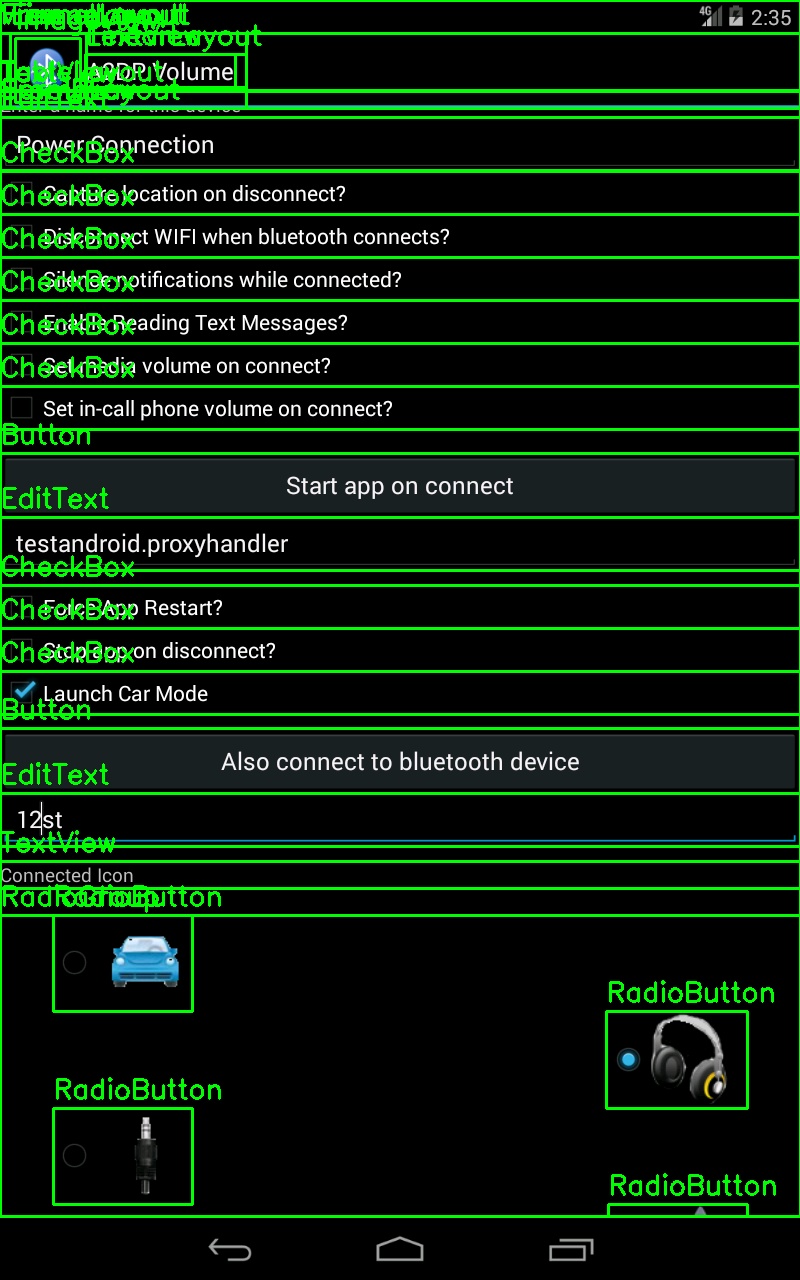 4G 2:35
TextView
A2DP Volume
Enter a name for this device
Power Connection
CheckBox
Capture location on disconnect?
CheckBox
Disconnect WIFI when bluetooth connects?
CheckBox
Silence notifications while connected?
CheckBox
Enable Reading Text Messages?
CheckBox
Set media volume on connect?
CheckBox
Set in-call phone volume on connect?
Button
Start app on connect
EditText
testandroid.proxyhandler
CheckBox
Force App Restart?
CheckBox
Stop app on disconnect?
CheckBox
Launch Car Mode
Button
Also connect to bluetooth device
EditText
12st
TextView
Connected Icon
RadioGroup
RadioButton
RadioButton
RadioButton
RadioButton